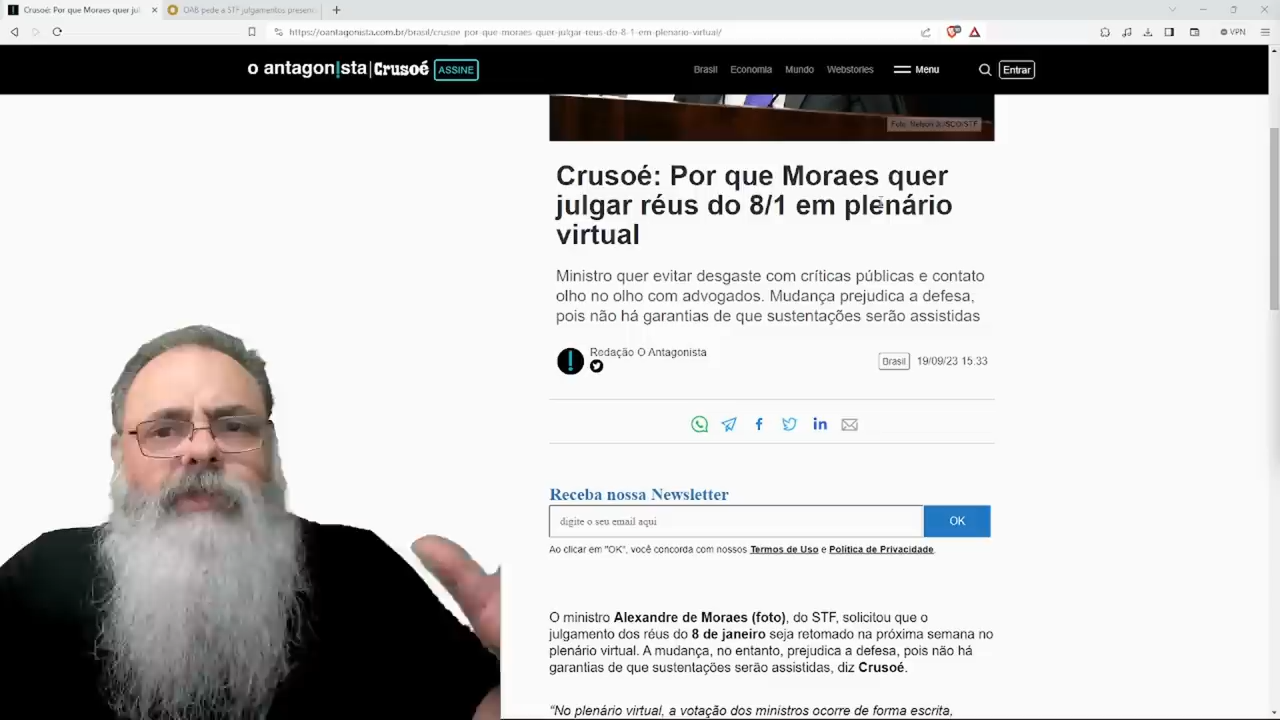 Crusoé: Por que Moraes quer jul
OAB pede a STF julgamentos presen
https://oantagonista.com.br/brasil/crusoe-por-que-moraes-quer-julgar-reus-do-8-1-em-plenario-virtual/
VPN
o antagon!sta|Crusoé ASSINE
Brasil Economia Mundo Webstories Menu Entrar
Foto: Nelson Jr./SCO/STF
Crusoé: Por que Moraes quer
julgar réus do 8/1 em plenário
virtual
Ministro quer evitar desgaste com críticas públicas e contato
olho no olho com advogados. Mudança prejudica a defesa,
pois não há garantias de que sustentações serão assistidas
Redação O Antagonista
Brasil 19/09/23 15:33
Receba nossa Newsletter
digite o seu email aqui
OK
Ao clicar em "OK", você concorda com nossos Termos de Uso e Política de Privacidade.
O ministro Alexandre de Moraes (foto), do STF, solicitou que o
julgamento dos réus do 8 de janeiro seja retomado na próxima semana no
plenário virtual. A mudança, no entanto, prejudica a defesa, pois não há
garantias de que sustentações serão assistidas, diz Crusoé.
“No plenário virtual, a votação dos ministros ocorre de forma escrita,